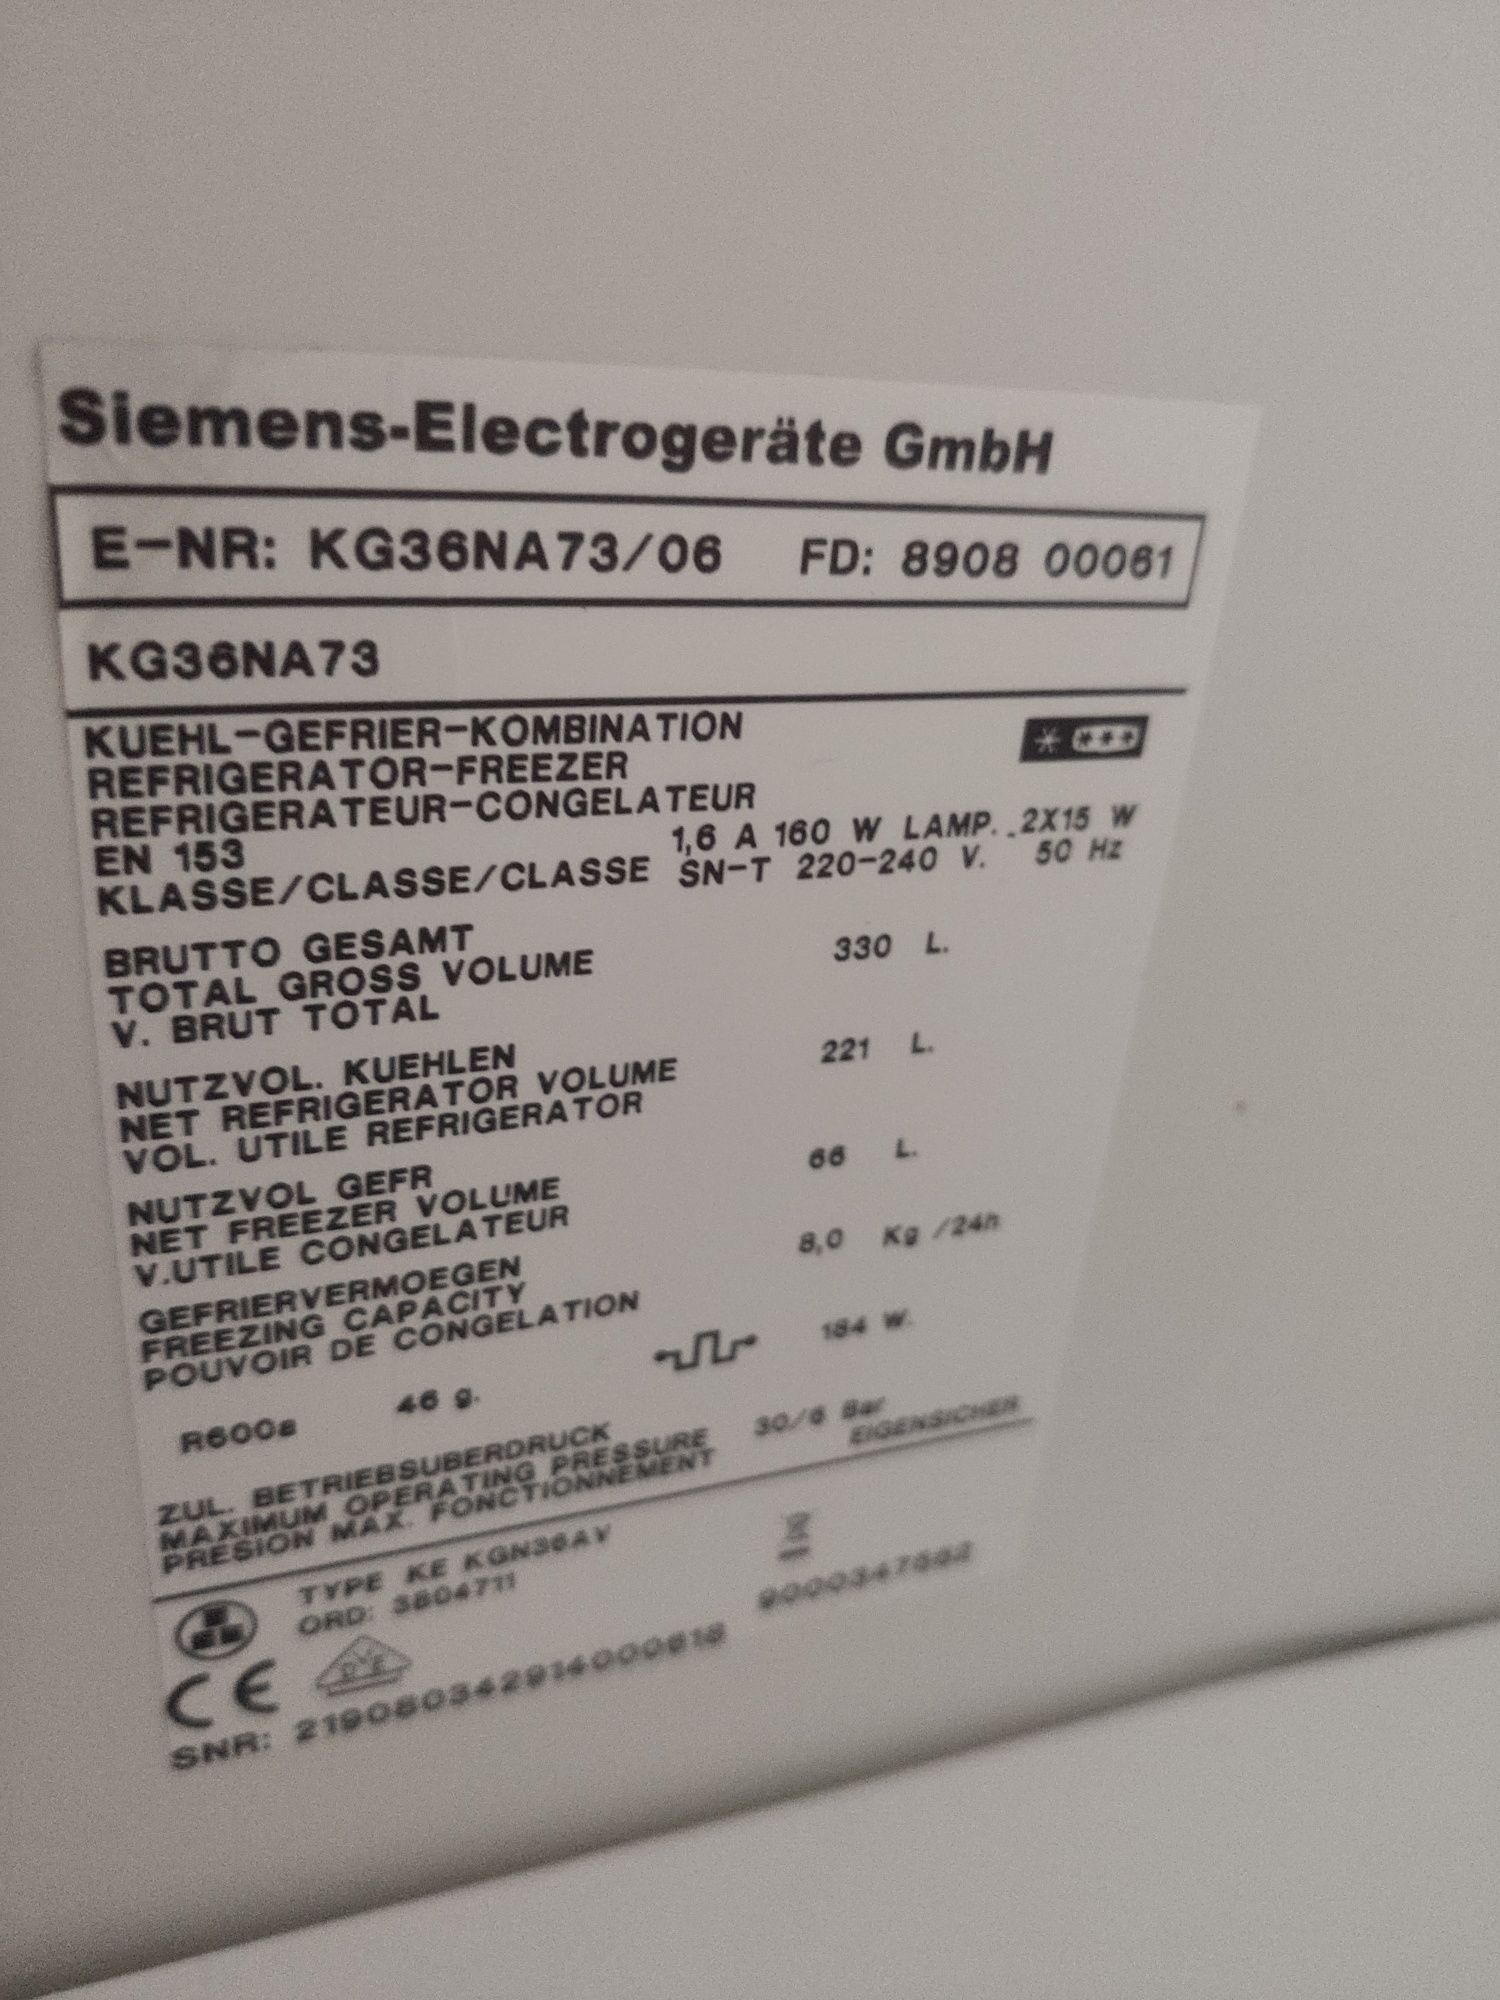 Siemens-Electrogeräte GmbH
E-NR: KG36NA73/06 FD: 8908 00061
KG36NA73
KUEHL-GEFRIER-KOMBINATION
REFRIGERATOR-FREEZER
REFRIGERATEUR-CONGELATEUR
EN 153 1,6 A 160 W LAMP. 2X15 W
KLASSE/CLASSE/CLASSE SN-T 220-240 V. 50 Hz
BRUTTO GESAMT
TOTAL GROSS VOLUME 330 L.
V. BRUT TOTAL
NUTZVOL. KUEHLEN
NET REFRIGERATOR VOLUME 221 L.
VOL. UTILE REFRIGERATOR
NUTZVOL GEFR
NET FREEZER VOLUME 66 L.
V.UTILE CONGELATEUR
GEFRIERVERMOEGEN
FREEZING CAPACITY 8,0 Kg /24h
POUVOIR DE CONGELATION
184 W.
R600a 46 g.
ZUL. BETRIEBSUBERDRUCK
MAXIMUM OPERATING PRESSURE 30/6 Bar
PRESION MAX. FONCTIONNEMENT EIGENSICHER
TYPE KE KGN36AV
ORD: 3804711
CE
SNR: